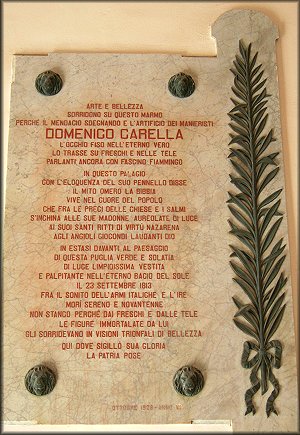 ARTE E BELLEZZA
SORRIDONO SU QUESTO MARMO
PERCHÈ IL MENDACIO SDEGNANDO E L'ARTIFICIO DEI MANIERISTI
DOMENICO CARELLA
L'OCCHIO FISO NELL'ETERNO VERO
LO TRASSE SU FRESCHI E NELLE TELE
PARLANTI ANCORA CON FASCINO FIAMMINGO
IN QUESTO PALAGIO
CON L'ELOQUENZA DEL SUO PENNELLO DISSE
IL MITO OMERO LA BIBBIA
VIVE NEL CUORE DEL POPOLO
CHE FRA LE PRECI DELLE CHIESE E I SALMI
S'INCHINA ALLE SUE MADONNE AUREOLATE DI LUCE
AI SUOI SANTI RITTI DI VIRTU NAZARENA
AGLI ANGIOLI GIOCONDI LAUDANTI DIO
IN ESTASI DAVANTI AL PAESAGGIO
DI QUESTA PUGLIA VERDE E SOLATIA
DI LUCE LIMPIDISSIMA VESTITA
E PALPITANTE NELL'ETERNO BACIO DEL SOLE
IL 23 SETTEMBRE 1813
FRA IL SONITO DELL'ARMI ITALICHE E L'IRE
MORÌ SERENO E NOVANTENNE
NON STANCO PERCHÈ DAI FRESCHI E DALLE TELE
LE FIGURE IMMORTALATE DA LUI
GLI SORRIDEVANO IN VISIONI TRIONFALI DI BELLEZZA
QUI DOVE SIGILLÒ SUA GLORIA
LA PATRIA POSE
OTTOBRE 1928 - ANNO VI